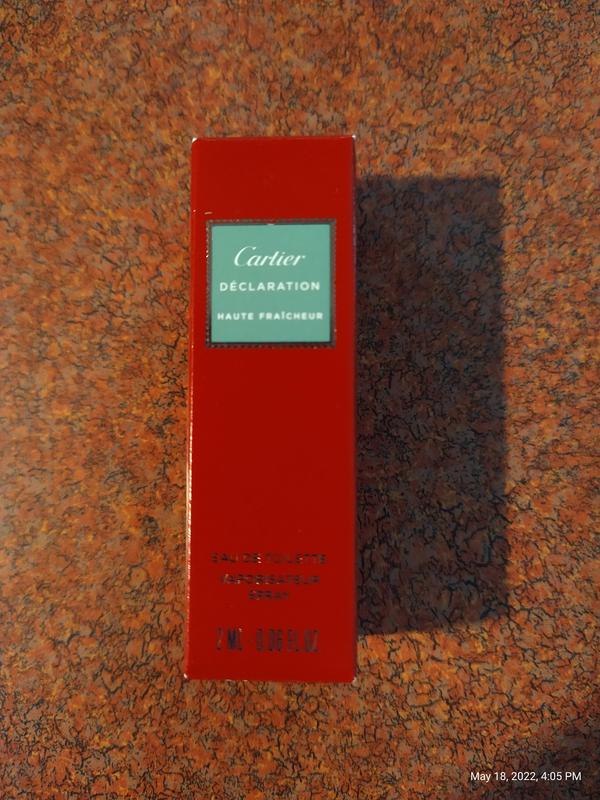 Cartier
DÉCLARATION
HAUTE FRAÎCHEUR
EAU DE TOILETTE
VAPORISATEUR
SPRAY
2 ML 0.06 FL OZ
May 18, 2022, 4:05 PM